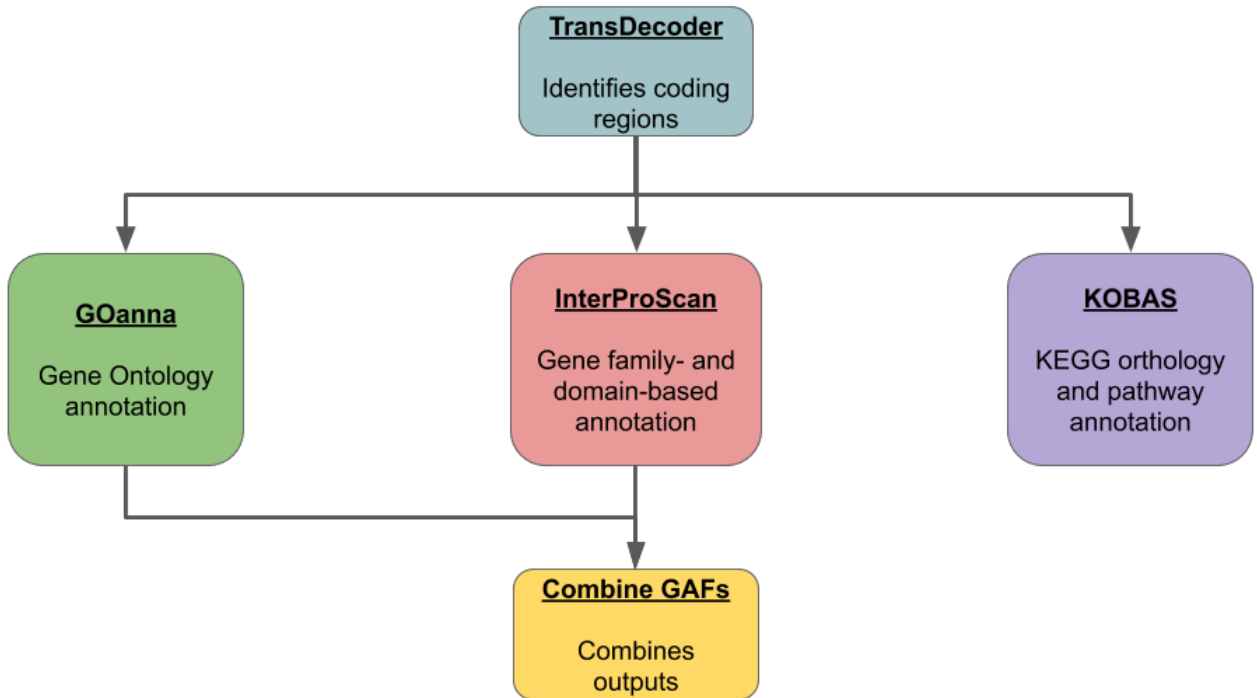 TransDecoder
Identifies coding
regions
GOanna
Gene Ontology
annotation
InterProScan
Gene family- and
domain-based
annotation
KOBAS
KEGG orthology
and pathway
annotation
Combine GAFs
Combines
outputs